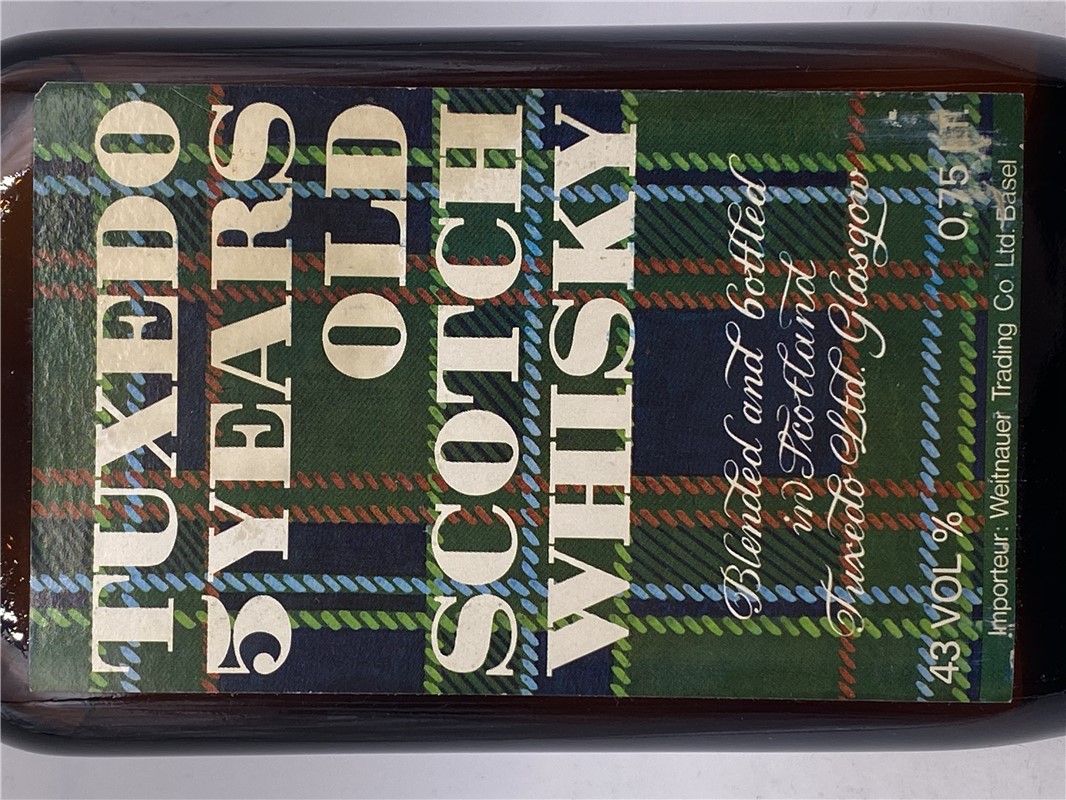 TUXEDO
5 YEARS
OLD
SCOTCH
WHISKY
Blended and bottled
in Scotland
Tuxedo Ltd. Glasgow
43 VOL % 0,75
Importeur: Weitnauer Trading Co. Ltd. Basel